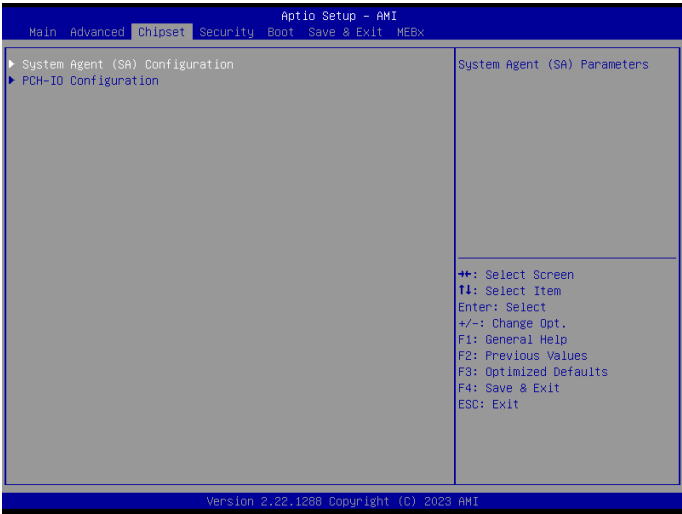 Aptio Setup – AMI
Main Advanced Chipset Security Boot Save & Exit MEBx
System Agent (SA) Configuration
PCH-IO Configuration
System Agent (SA) Parameters
→←: Select Screen
↑↓: Select Item
Enter: Select
+/-: Change Opt.
F1: General Help
F2: Previous Values
F3: Optimized Defaults
F4: Save & Exit
ESC: Exit
Version 2.22.1288 Copyright (C) 2023 AMI